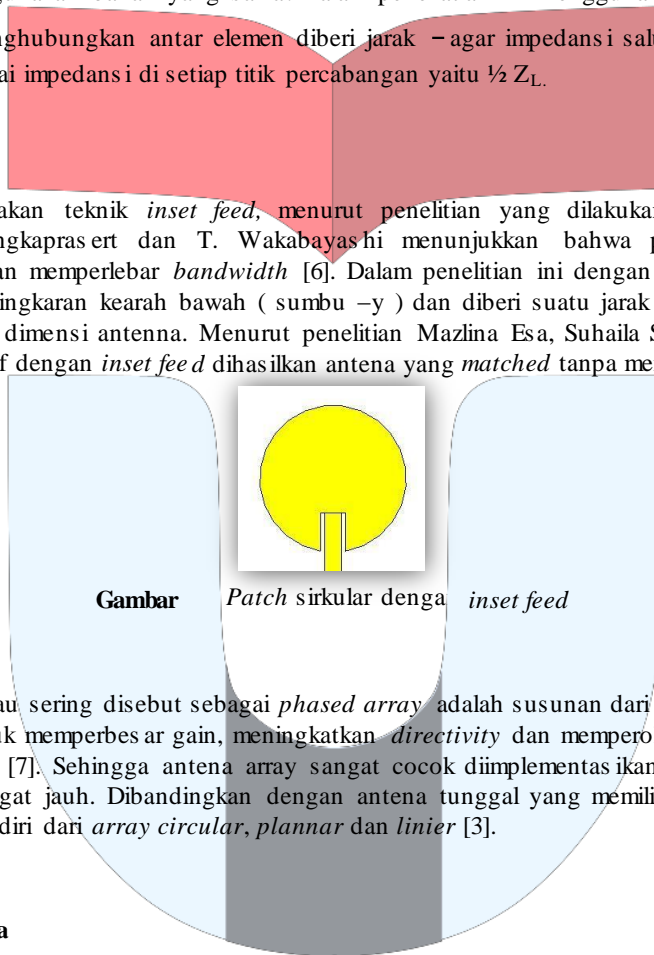 nghubungkan antar elemen diberi jarak – agar impedansi salu
ai impedansi di setiap titik percabangan yaitu ½ Z_L.
akan teknik inset feed, menurut penelitian yang dilakukan
ngkaprasert dan T. Wakabayashi menunjukkan bahwa p
an memperlebar bandwidth [6]. Dalam penelitian ini dengan
ingkaran kearah bawah ( sumbu –y ) dan diberi suatu jarak
dimensi antenna. Menurut penelitian Mazlina Esa, Suhaila S
f dengan inset feed dihasilkan antena yang matched tanpa me
Gambar Patch sirkular denga inset feed
au sering disebut sebagai phased array adalah susunan dari
uk memperbesar gain, meningkatkan directivity dan mempero
[7]. Sehingga antena array sangat cocok diimplementasikan
gat jauh. Dibandingkan dengan antena tunggal yang memili
diri dari array circular, plannar dan linier [3].
a